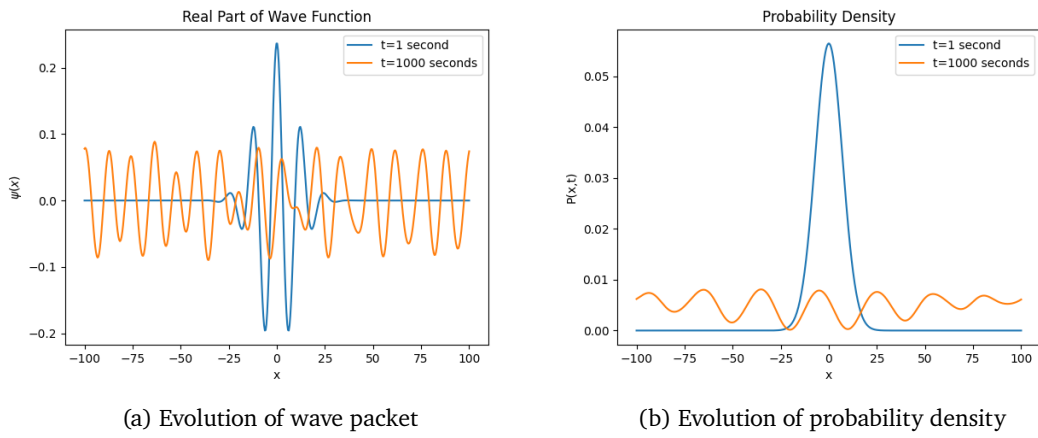 Real Part of Wave Function
t=1 second
t=1000 seconds
0.2
0.1
0.0
−0.1
−0.2
ψ(x)
−100 −75 −50 −25 0 25 50 75 100
x
(a) Evolution of wave packet
Probability Density
t=1 second
t=1000 seconds
0.05
0.04
0.03
0.02
0.01
0.00
P(x,t)
−100 −75 −50 −25 0 25 50 75 100
x
(b) Evolution of probability density